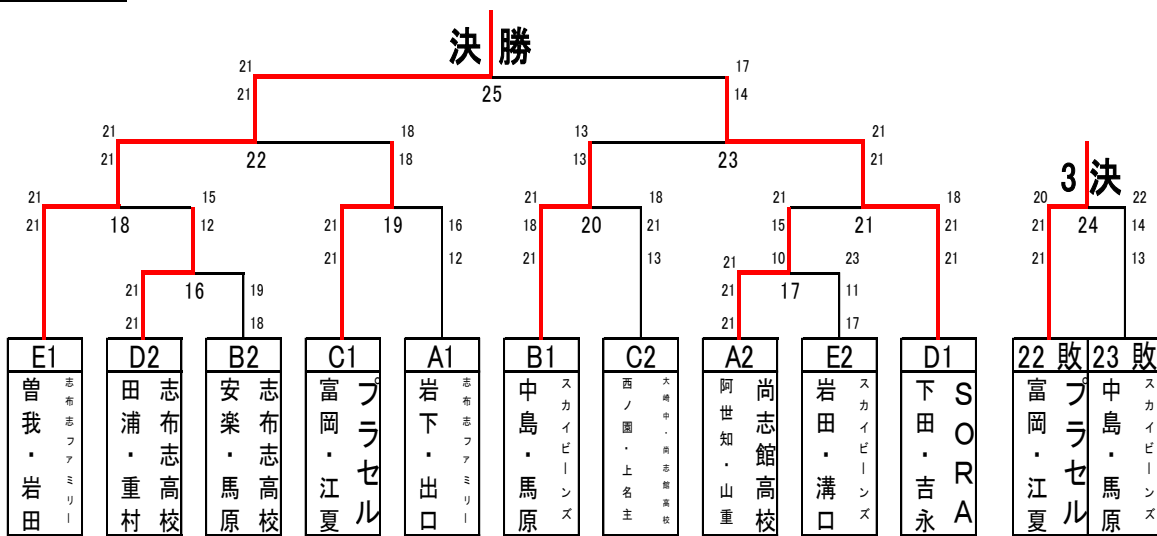 決勝
21 17
21 14
25
21 18 13 21
21 18 13 21
22 23
3決
21 15 21 18 21 18 20 22
21 12 21 16 18 21 15 21 21 14
18 19 20 21 24
21 12 21 13 10 23 21 21 13
21 19 21 11
16 17
21 18 21 17
E1 D2 B2 C1 A1 B1 C2 A2 E2 D1 22敗 23敗
志布志ファミリー
曽我・岩田
志布志高校
田浦・重村
志布志高校
安楽・馬原
プラセル
富岡・江夏
志布志ファミリー
岩下・出口
スカイビーンズ
中島・馬原
大崎中・尚志館高校
西ノ園・上名主
尚志館高校
阿世知・山重
スカイビーンズ
岩田・溝口
SORA
下田・吉永
プラセル
富岡・江夏
スカイビーンズ
中島・馬原